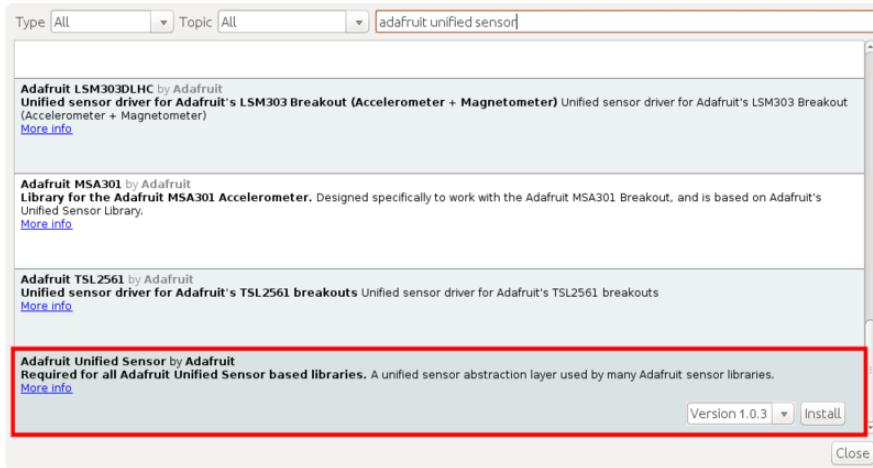 Type All Topic All adafruit unified sensor
Adafruit LSM303DLHC by Adafruit
Unified sensor driver for Adafruit's LSM303 Breakout (Accelerometer + Magnetometer) Unified sensor driver for Adafruit's LSM303 Breakout
(Accelerometer + Magnetometer)
More info
Adafruit MSA301 by Adafruit
Library for the Adafruit MSA301 Accelerometer. Designed specifically to work with the Adafruit MSA301 Breakout, and is based on Adafruit's
Unified Sensor Library.
More info
Adafruit TSL2561 by Adafruit
Unified sensor driver for Adafruit's TSL2561 breakouts Unified sensor driver for Adafruit's TSL2561 breakouts
More info
Adafruit Unified Sensor by Adafruit
Required for all Adafruit Unified Sensor based libraries. A unified sensor abstraction layer used by many Adafruit sensor libraries.
More info
Version 1.0.3 Install
Close